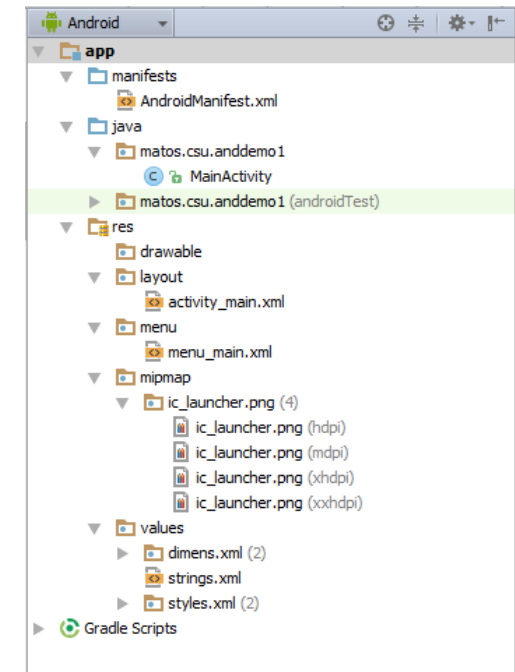 Android
app
manifests
AndroidManifest.xml
java
matos.csu.anddemo1
C MainActivity
matos.csu.anddemo1 (androidTest)
res
drawable
layout
activity_main.xml
menu
menu_main.xml
mipmap
ic_launcher.png (4)
ic_launcher.png (hdpi)
ic_launcher.png (mdpi)
ic_launcher.png (xhdpi)
ic_launcher.png (xxhdpi)
values
dimens.xml (2)
strings.xml
styles.xml (2)
Gradle Scripts